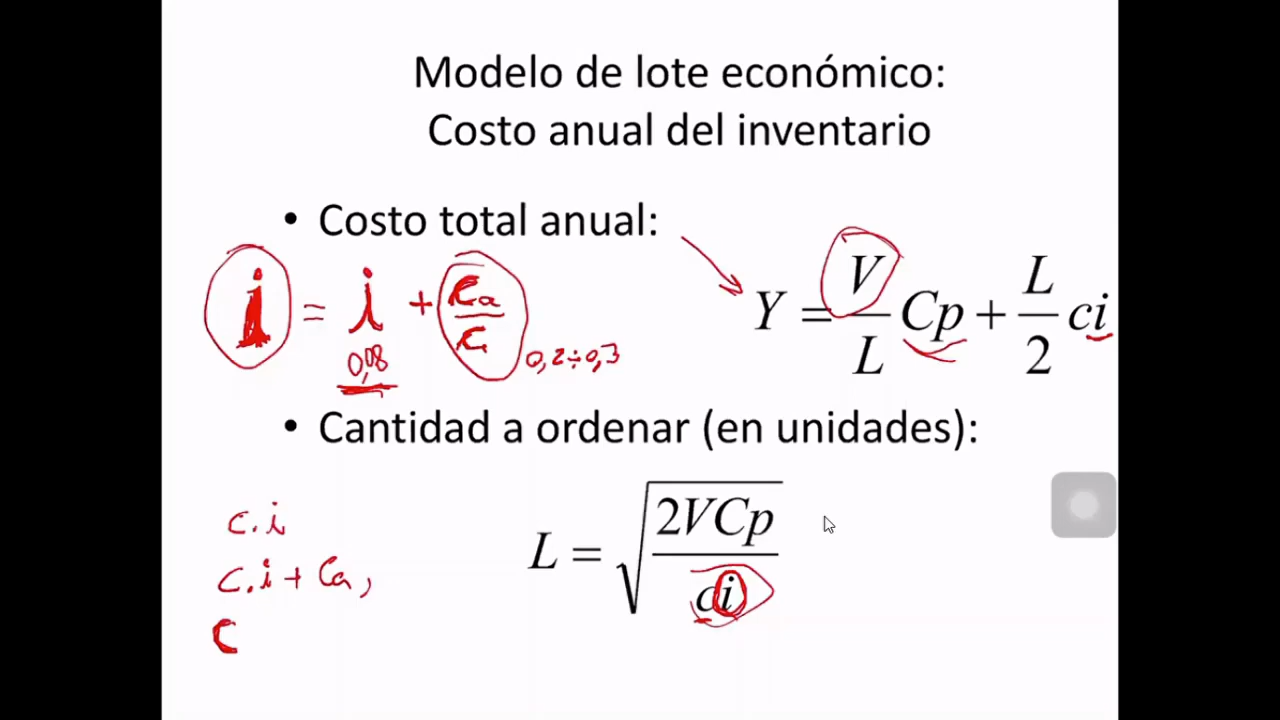 Modelo de lote económico:
Costo anual del inventario
• Costo total anual:
i = i + Ca/c
0,08
0,2÷0,3
Y = V/L Cp + L/2 ci
• Cantidad a ordenar (en unidades):
c.i
c.i + Ca,
C
L = √(2VCp/ci)